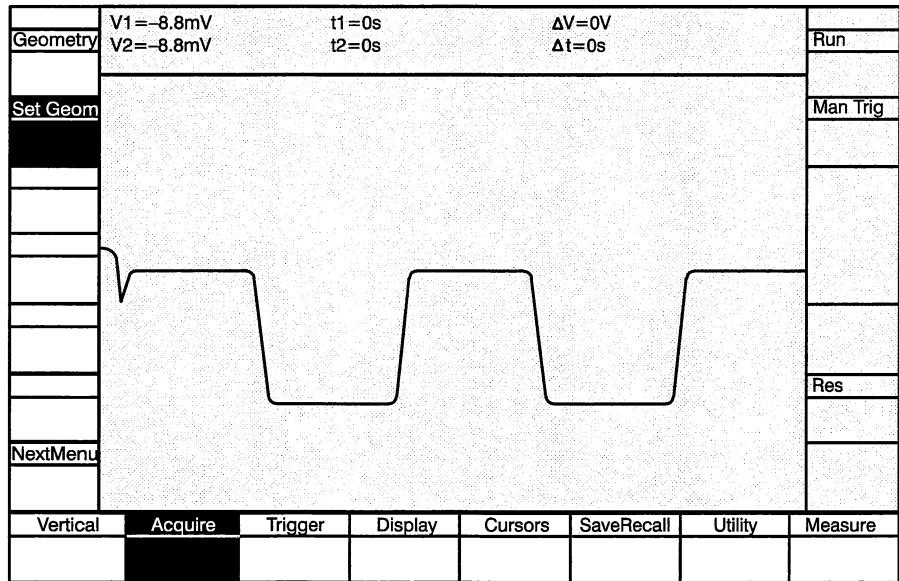 V1=–8.8mV t1=0s ΔV=0V
V2=–8.8mV t2=0s Δt=0s
Geometry
Run
Set Geom
Man Trig
Res
NextMenu
Vertical Acquire Trigger Display Cursors SaveRecall Utility Measure